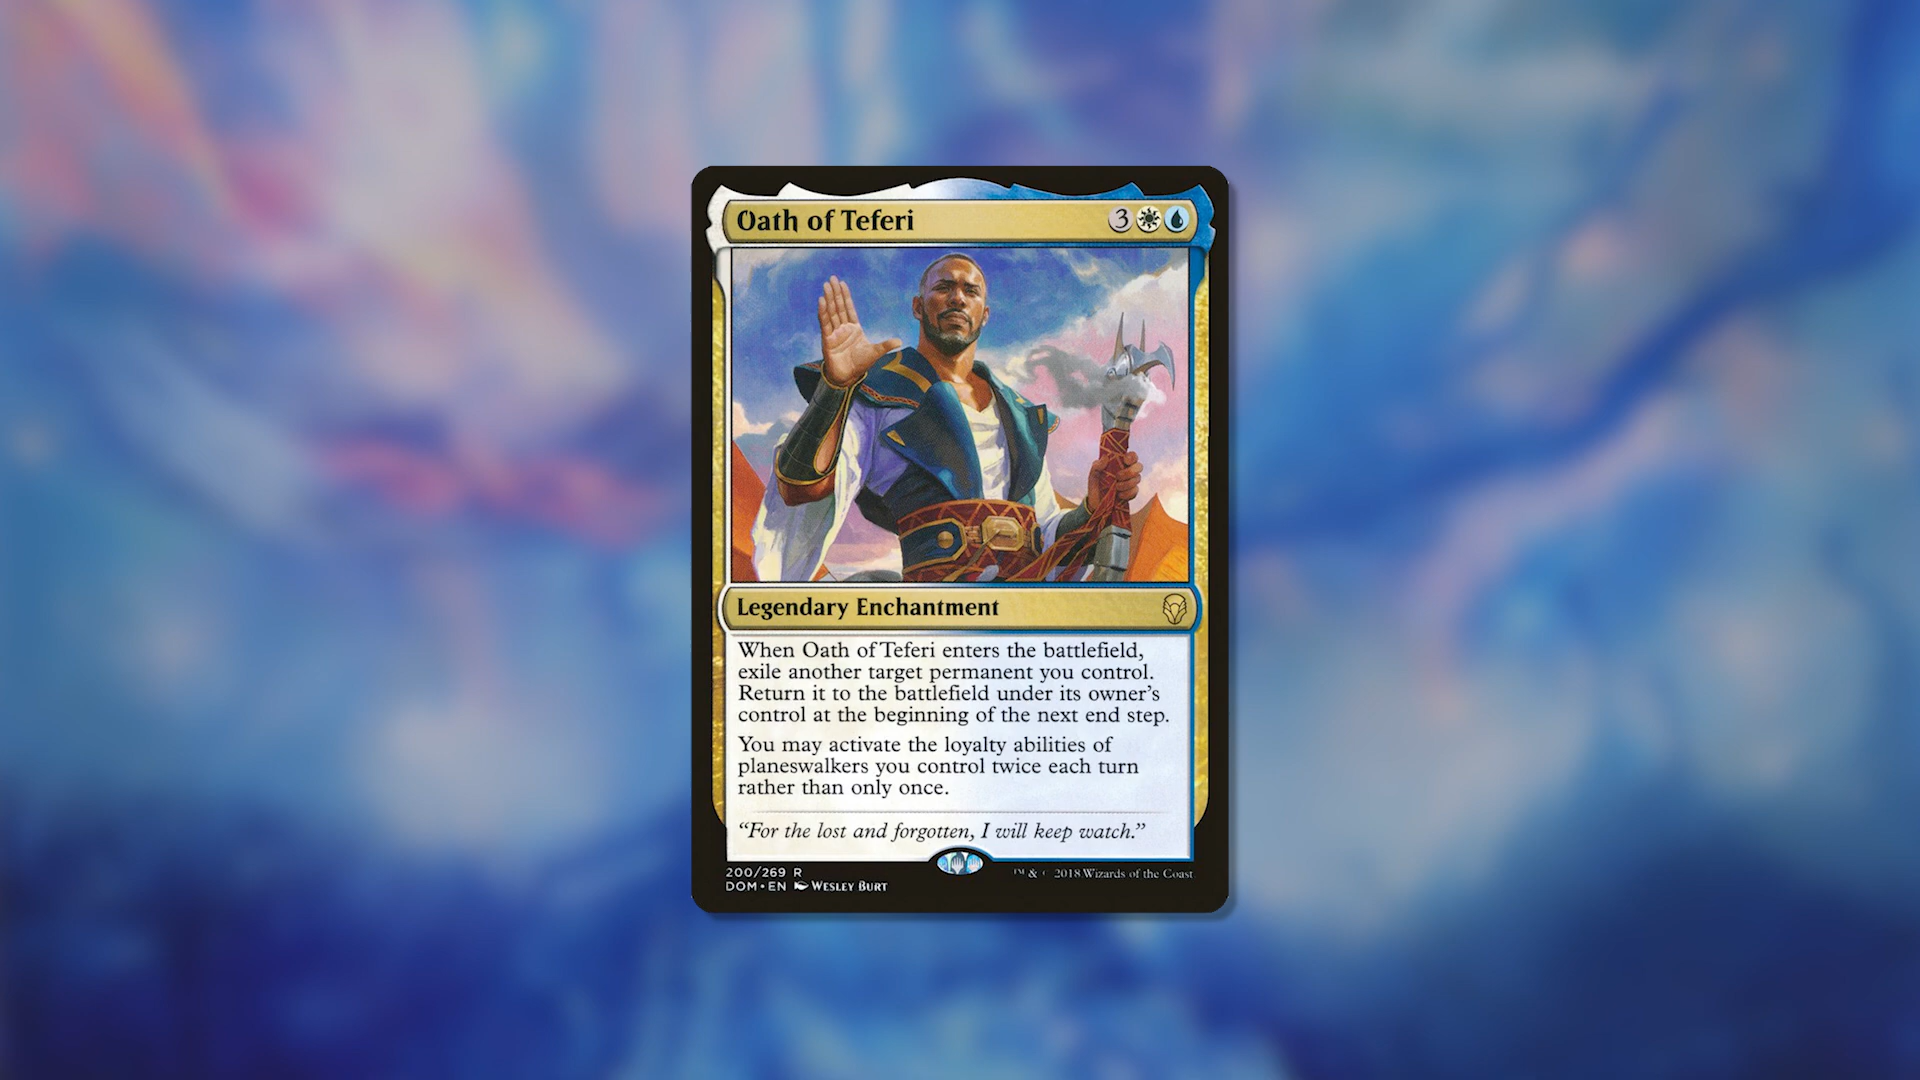 Oath of Teferi 3
Legendary Enchantment
When Oath of Teferi enters the battlefield,
exile another target permanent you control.
Return it to the battlefield under its owner's
control at the beginning of the next end step.
You may activate the loyalty abilities of
planeswalkers you control twice each turn
rather than only once.
“For the lost and forgotten, I will keep watch.”
200/269 R
DOM • EN Wesley Burt
™ & © 2018 Wizards of the Coast